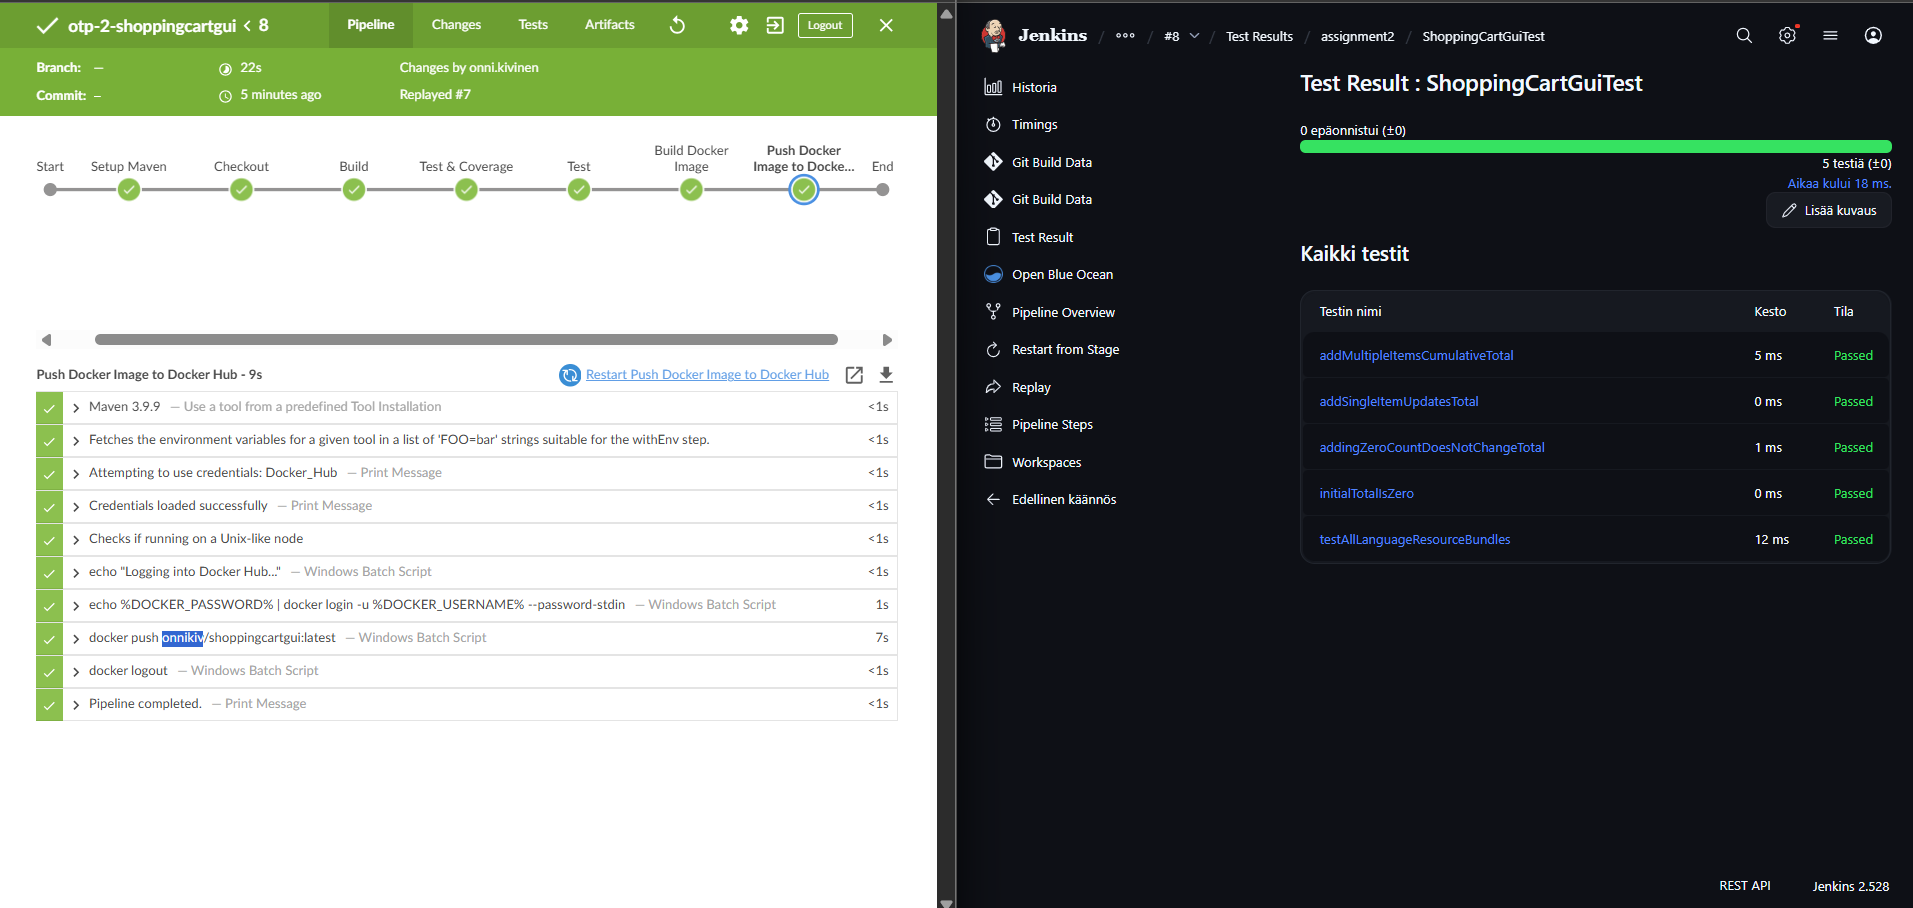 otp-2-shoppingcartgui < 8
Pipeline
Changes
Tests
Artifacts
Logout
Branch: —
22s
Changes by onni.kivinen
Commit: –
5 minutes ago
Replayed #7
Start
Setup Maven
Checkout
Build
Test & Coverage
Test
Build Docker
Image
Push Docker
Image to Docke...
End
Push Docker Image to Docker Hub - 9s
Restart Push Docker Image to Docker Hub
Maven 3.9.9 — Use a tool from a predefined Tool Installation <1s
Fetches the environment variables for a given tool in a list of 'FOO=bar' strings suitable for the withEnv step. <1s
Attempting to use credentials: Docker_Hub — Print Message <1s
Credentials loaded successfully — Print Message <1s
Checks if running on a Unix-like node <1s
echo "Logging into Docker Hub..." — Windows Batch Script <1s
echo %DOCKER_PASSWORD% | docker login -u %DOCKER_USERNAME% --password-stdin — Windows Batch Script 1s
docker push onnikiv/shoppingcartgui:latest — Windows Batch Script 7s
docker logout — Windows Batch Script <1s
Pipeline completed. — Print Message <1s
Jenkins / ••• / #8 / Test Results / assignment2 / ShoppingCartGuiTest
Historia
Timings
Git Build Data
Git Build Data
Test Result
Open Blue Ocean
Pipeline Overview
Restart from Stage
Replay
Pipeline Steps
Workspaces
Edellinen käännös
Test Result : ShoppingCartGuiTest
0 epäonnistui (±0)
5 testiä (±0)
Aikaa kului 18 ms.
Lisää kuvaus
Kaikki testit
Testin nimi Kesto Tila
addMultipleItemsCumulativeTotal 5 ms Passed
addSingleItemUpdatesTotal 0 ms Passed
addingZeroCountDoesNotChangeTotal 1 ms Passed
initialTotalIsZero 0 ms Passed
testAllLanguageResourceBundles 12 ms Passed
REST API
Jenkins 2.528